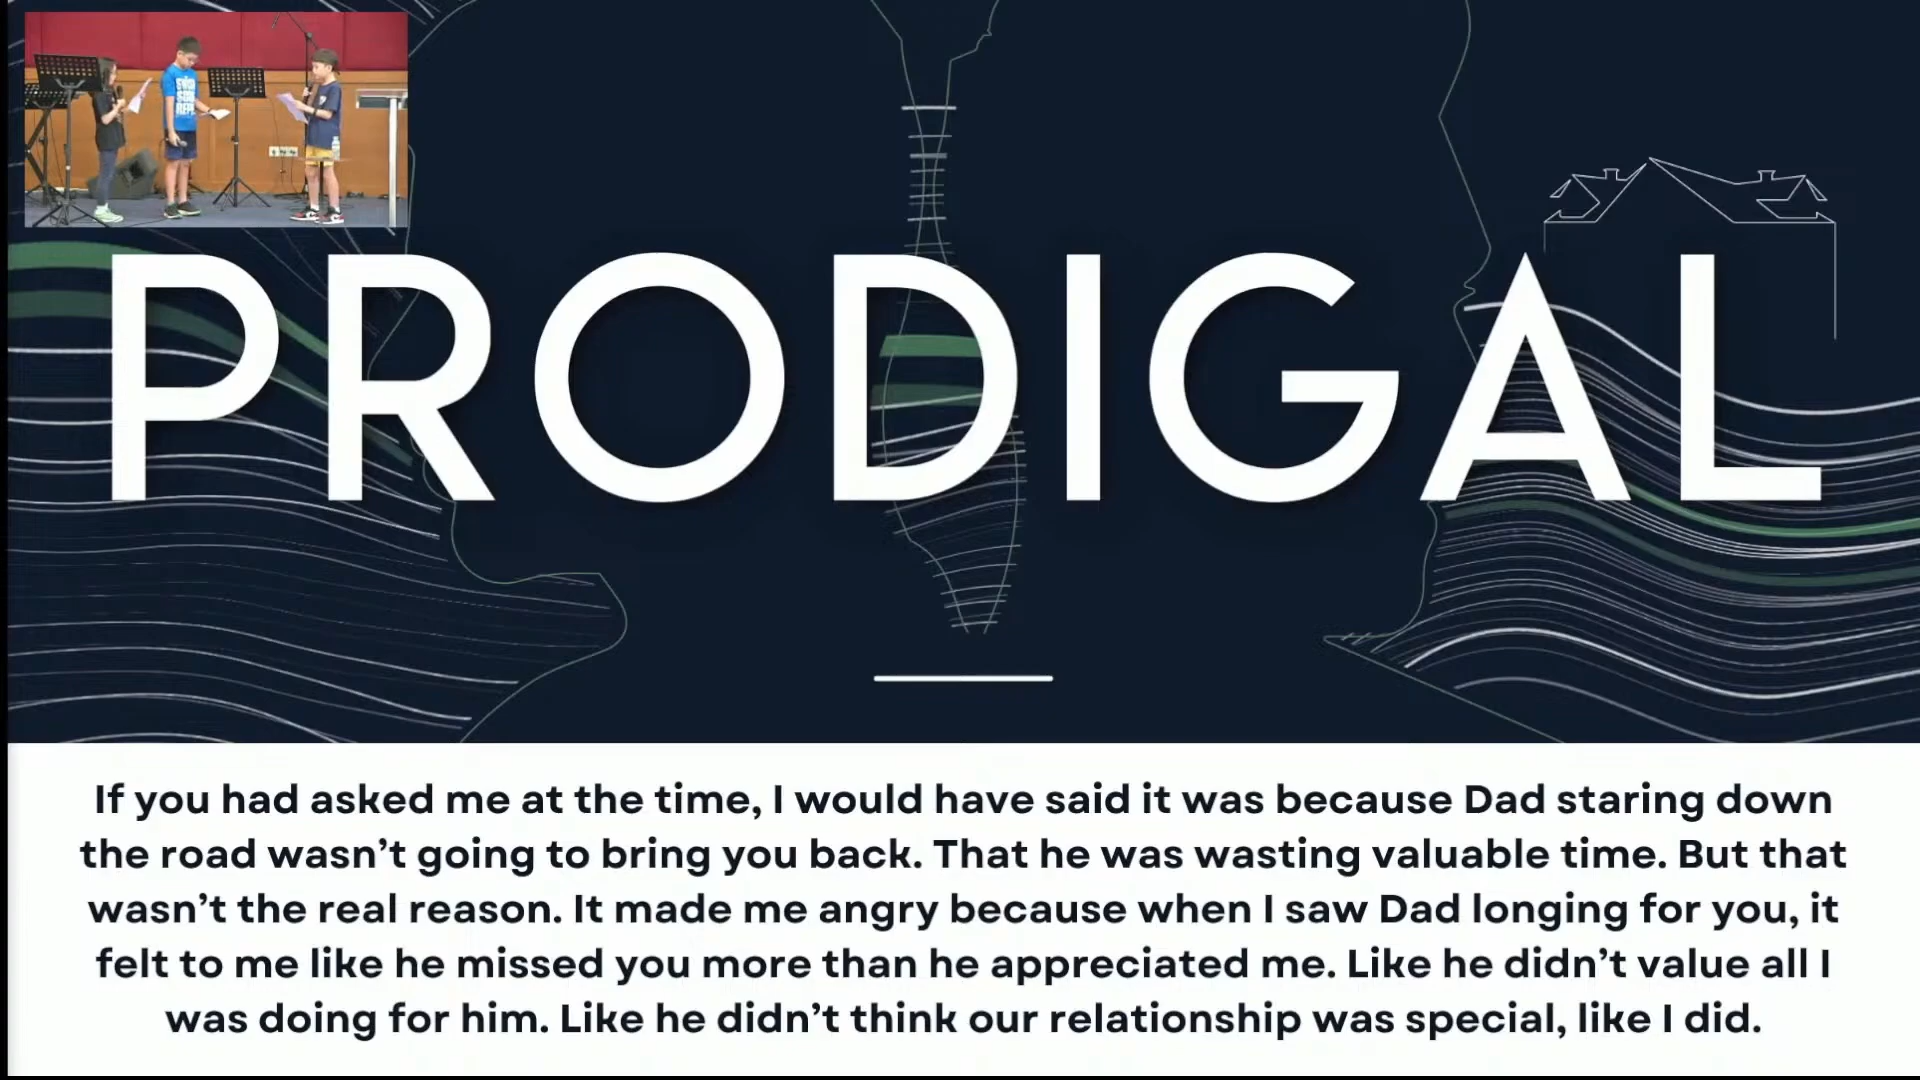 PRODIGAL
If you had asked me at the time, I would have said it was because Dad staring down
the road wasn’t going to bring you back. That he was wasting valuable time. But that
wasn’t the real reason. It made me angry because when I saw Dad longing for you, it
felt to me like he missed you more than he appreciated me. Like he didn’t value all I
was doing for him. Like he didn’t think our relationship was special, like I did.